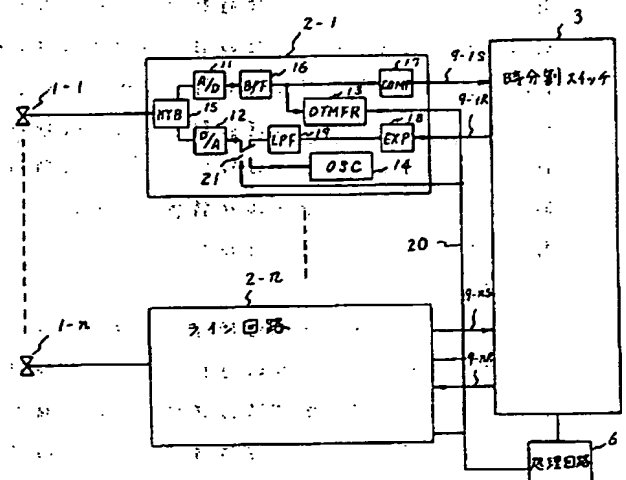 3
2-1
11
16
17
9-1S
時分割スイッチ
A/D
BPF
COMP
1-1
13
9-1R
HYB
15
DTMFR
12
18
D/A
19
LPF
EXP
21
OSC
14
20
2-n
9-nS
1-n
ライン回路
9-nR
6
処理回路